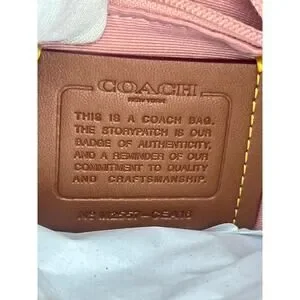 COACH
NEW YORK
THIS IS A COACH BAG.
THE STORYPATCH IS OUR
BADGE OF AUTHENTICITY,
AND A REMINDER OF OUR
COMMITMENT TO QUALITY
AND CRAFTSMANSHIP.